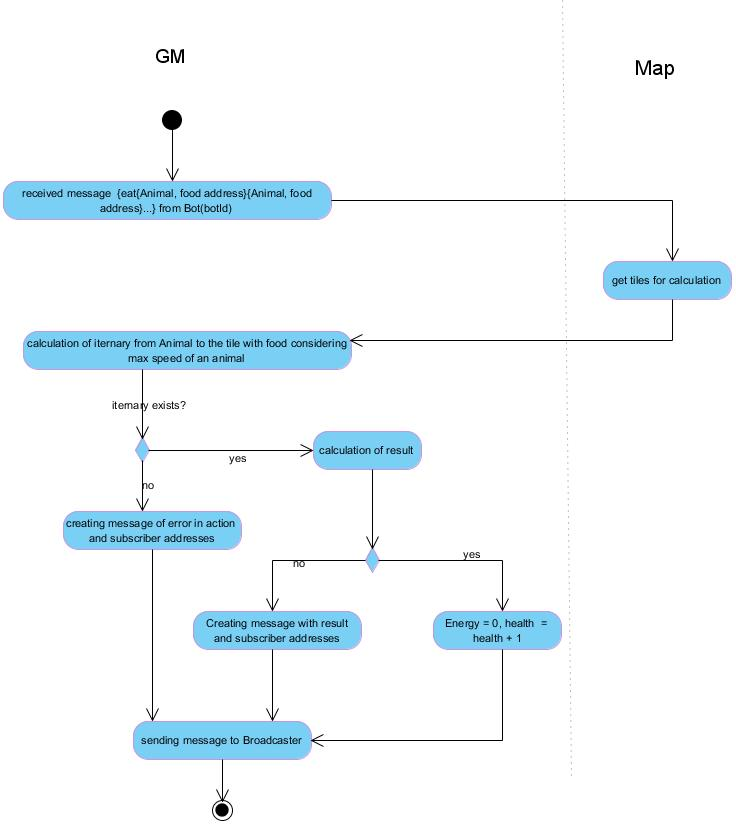 GM
Map
received message  {eat{Animal, food address}{Animal, food
address}...} from Bot(botId)
get tiles for calculation
calculation of iternary from Animal to the tile with food considering
max speed of an animal
iternary exists?
yes
calculation of result
no
creating message of error in action
and subscriber addresses
no
yes
Creating message with result
and subscriber addresses
Energy = 0, health  =
health + 1
sending message to Broadcaster